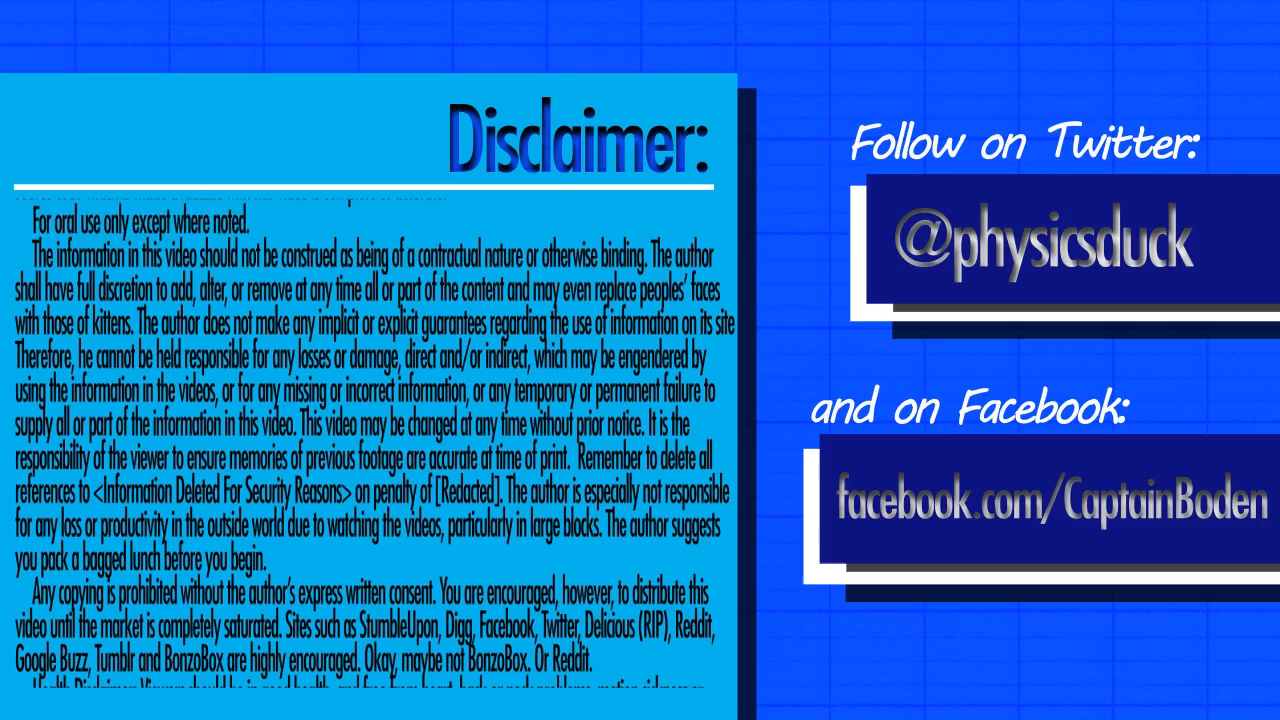 Disclaimer:
For oral use only except where noted.
The information in this video should not be construed as being of a contractual nature or otherwise binding. The author
shall have full discretion to add, alter, or remove at any time all or part of the content and may even replace peoples' faces
with those of kittens. The author does not make any implicit or explicit guarantees regarding the use of information on its site
Therefore, he cannot be held responsible for any losses or damage, direct and/or indirect, which may be engendered by
using the information in the videos, or for any missing or incorrect information, or any temporary or permanent failure to
supply all or part of the information in this video. This video may be changed at any time without prior notice. It is the
responsibility of the viewer to ensure memories of previous footage are accurate at time of print. Remember to delete all
references to <Information Deleted For Security Reasons> on penalty of [Redacted]. The author is especially not responsible
for any loss or productivity in the outside world due to watching the videos, particularly in large blocks. The author suggests
you pack a bagged lunch before you begin.
Any copying is prohibited without the author's express written consent. You are encouraged, however, to distribute this
video until the market is completely saturated. Sites such as StumbleUpon, Digg, Facebook, Twitter, Delicious (RIP), Reddit,
Google Buzz, Tumblr and BonzoBox are highly encouraged. Okay, maybe not BonzoBox. Or Reddit.
Follow on Twitter:
@physicsduck
and on Facebook:
facebook.com/CaptainBoden